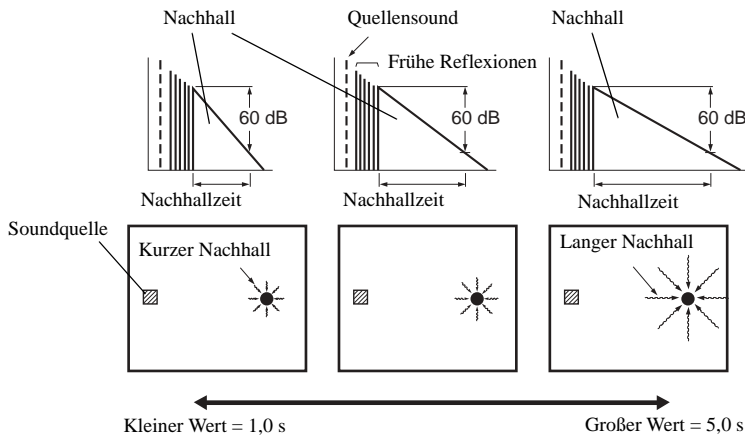 Nachhall Quellensound Nachhall
Frühe Reflexionen
60 dB 60 dB 60 dB
Nachhallzeit Nachhallzeit Nachhallzeit
Soundquelle
Kurzer Nachhall Langer Nachhall
Kleiner Wert = 1,0 s Großer Wert = 5,0 s